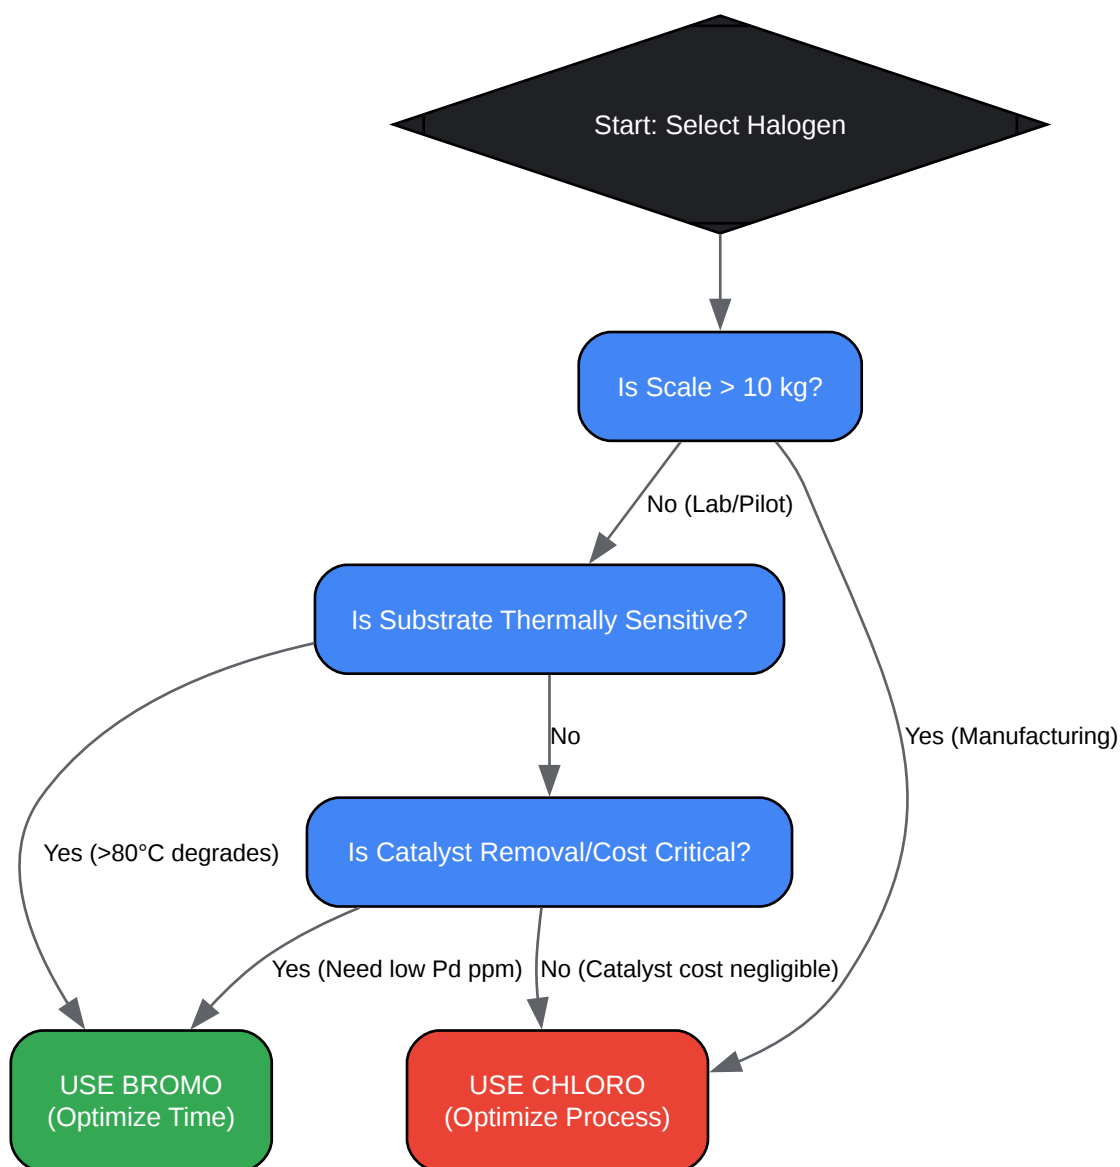 Start: Select Halogen
Is Scale > 10 kg?
No (Lab/Pilot)
Is Substrate Thermally Sensitive?
No
Yes (Manufacturing)
Yes (>80°C degrades)
Is Catalyst Removal/Cost Critical?
Yes (Need low Pd ppm)
No (Catalyst cost negligible)
USE BROMO
(Optimize Time)
USE CHLORO
(Optimize Process)